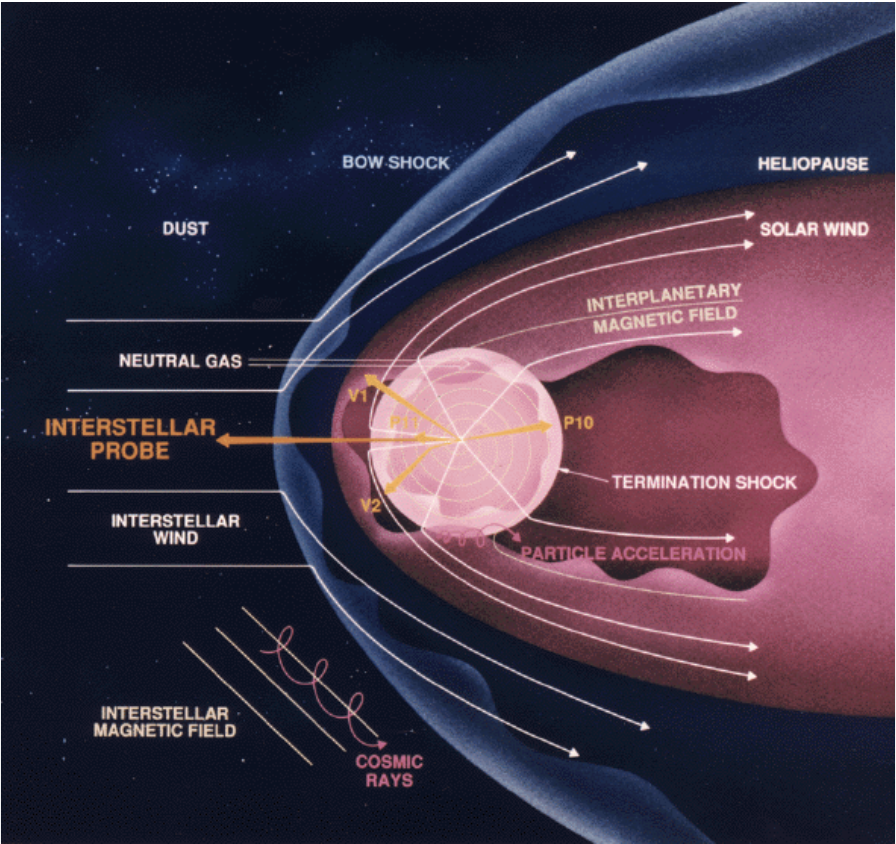 BOW SHOCK
HELIOPAUSE
DUST
SOLAR WIND
INTERPLANETARY
MAGNETIC FIELD
NEUTRAL GAS
V1
P11
P10
INTERSTELLAR
PROBE
TERMINATION SHOCK
V2
INTERSTELLAR
WIND
PARTICLE ACCELERATION
INTERSTELLAR
MAGNETIC FIELD
COSMIC
RAYS